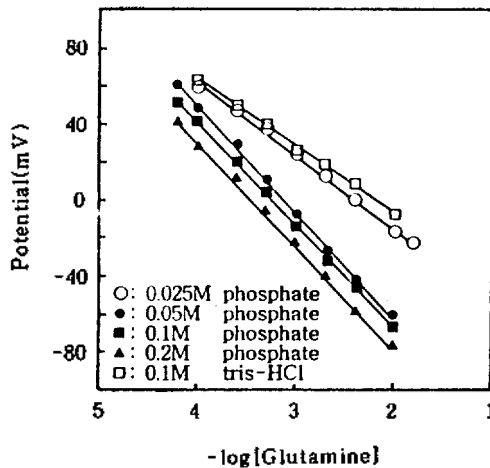 80
40
0
-40
-80
Potential(mV)
○: 0.025M phosphate
●: 0.05M phosphate
■: 0.1M phosphate
▲: 0.2M phosphate
□: 0.1M tris-HCl
5 4 3 2 1
-log[Glutamine]